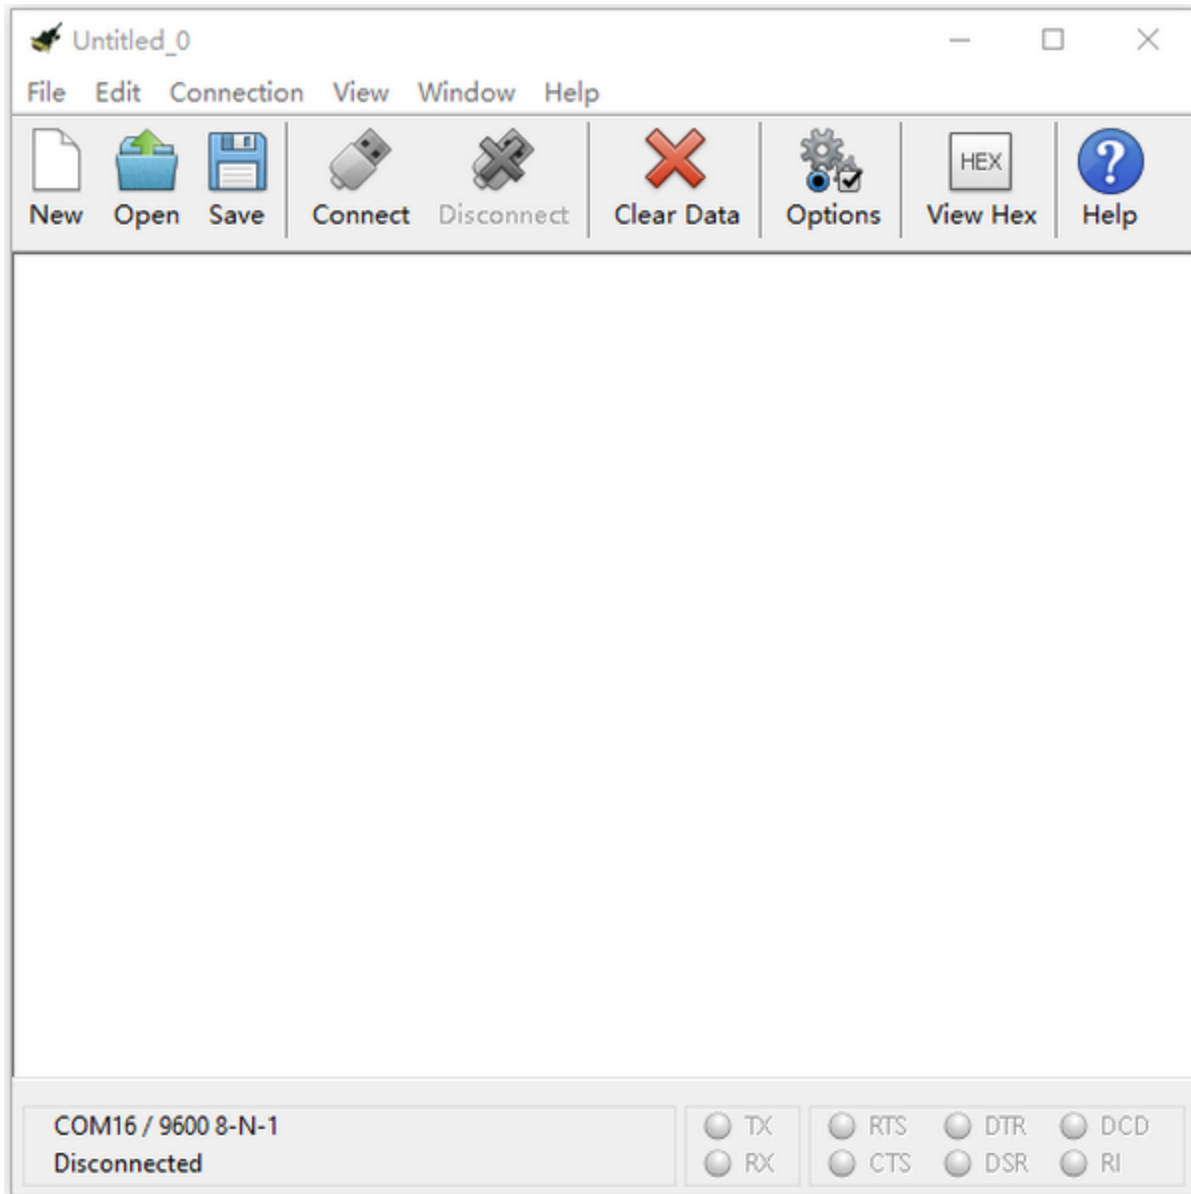 Untitled_0
File Edit Connection View Window Help
HEX
New Open Save Connect Disconnect Clear Data Options View Hex Help
COM16 / 9600 8-N-1
Disconnected
TX RTS DTR DCD
RX CTS DSR RI